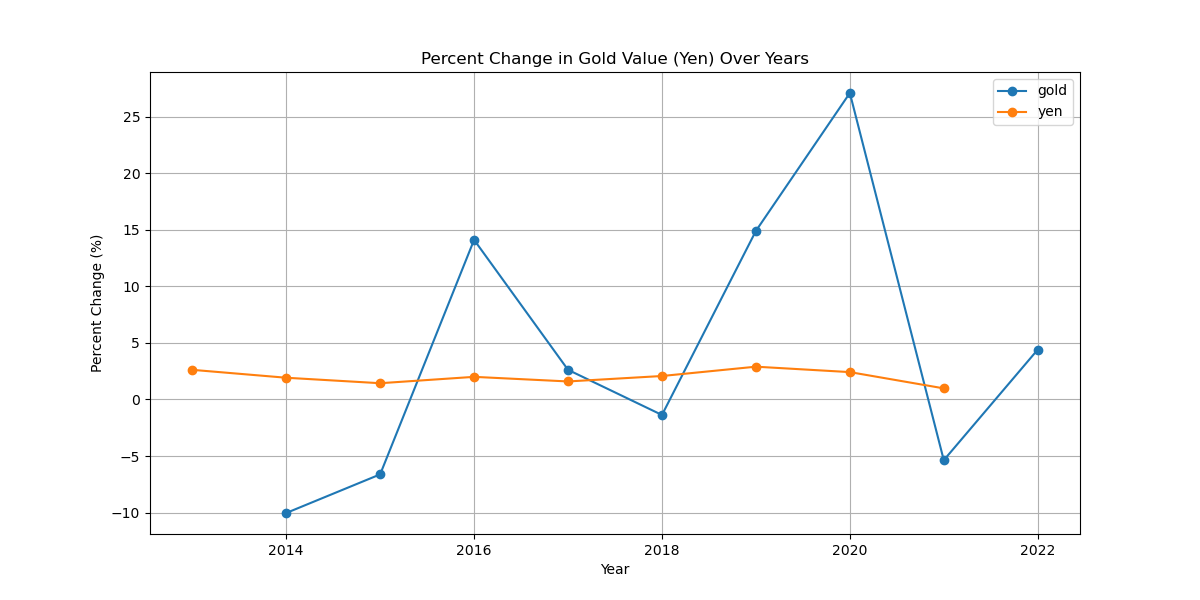 Percent Change in Gold Value (Yen) Over Years
gold
yen
Percent Change (%)
25
20
15
10
5
0
−5
−10
2014
2016
2018
2020
2022
Year